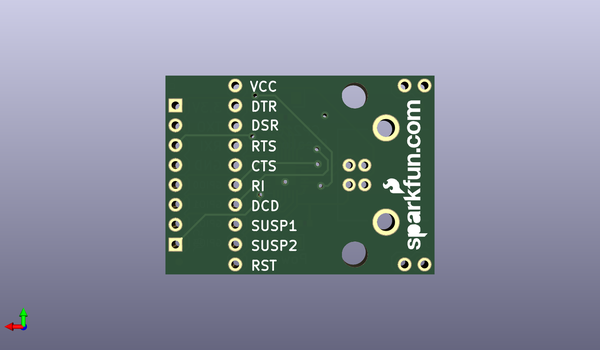 VCC
DTR
DSR
RTS
CTS
RI
DCD
SUSP1
SUSP2
RST
sparkfun.com